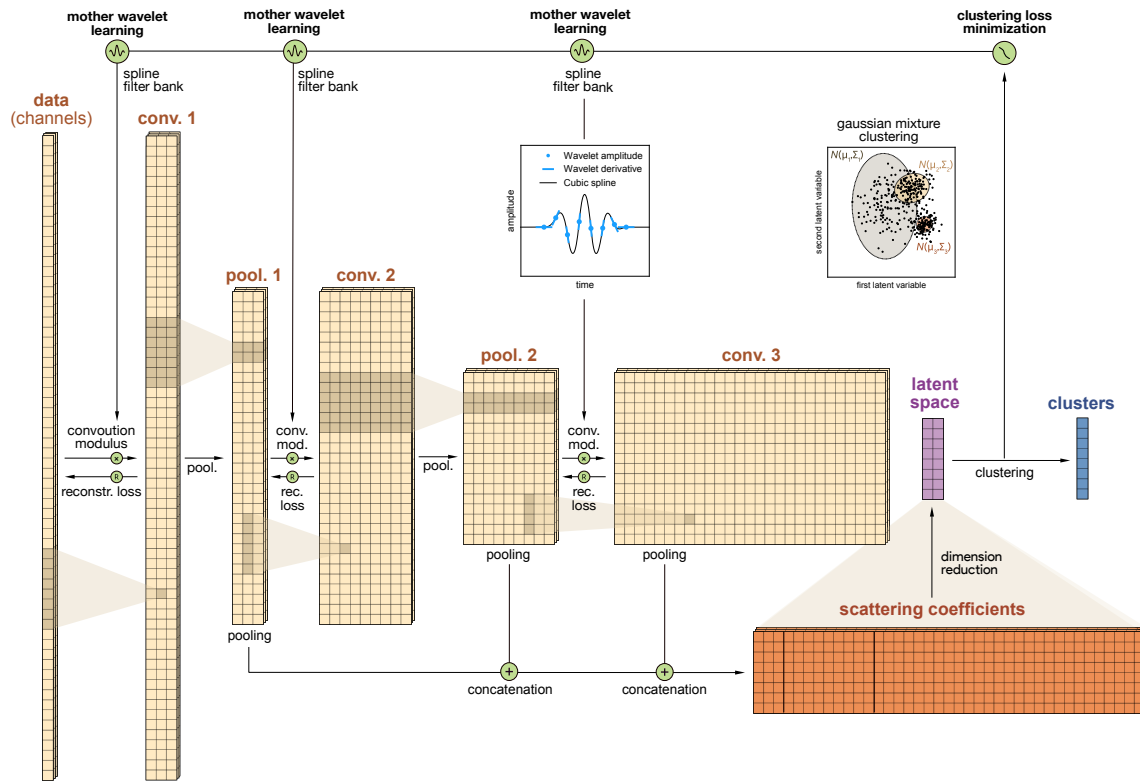 mother wavelet
learning
mother wavelet
learning
mother wavelet
learning
clustering loss
minimization
spline
filter bank
spline
filter bank
spline
filter bank
data
(channels)
conv. 1
gaussian mixture
clustering
Wavelet amplitude
Wavelet derivative
Cubic spline
amplitude
time
N(μ₁,Σ₁)
N(μ₂,Σ₂)
N(μ₃,Σ₃)
second latent variable
first latent variable
pool. 1
conv. 2
pool. 2
conv. 3
latent
space
clusters
convoution
modulus
×
R
reconstr. loss
pool.
conv.
mod.
×
R
rec.
loss
pool.
conv.
mod.
×
R
rec.
loss
clustering
pooling
pooling
dimension
reduction
scattering coefficients
pooling
+
concatenation
+
concatenation